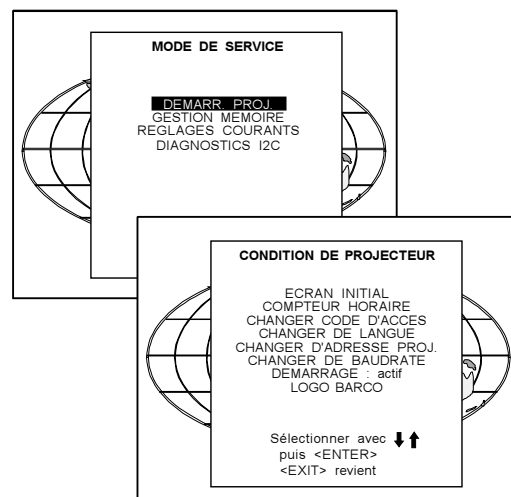 MODE DE SERVICE
DEMARR. PROJ.
GESTION MEMOIRE
REGLAGES COURANTS
DIAGNOSTICS I2C
CONDITION DE PROJECTEUR
ECRAN INITIAL
COMPTEUR HORAIRE
CHANGER CODE D'ACCES
CHANGER DE LANGUE
CHANGER D'ADRESSE PROJ.
CHANGER DE BAUDRATE
DEMARRAGE : actif
LOGO BARCO
Sélectionner avec ⬇⬆
puis <ENTER>
<EXIT> revient